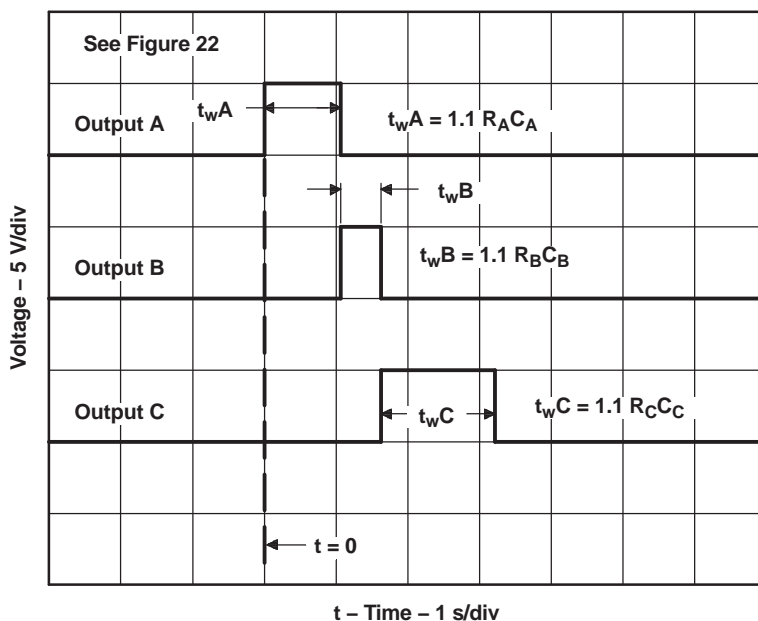 See Figure 22
twA
Output A
twA = 1.1 RACA
twB
Output B
twB = 1.1 RBCB
Voltage – 5 V/div
Output C
twC
twC = 1.1 RCCC
t = 0
t – Time – 1 s/div